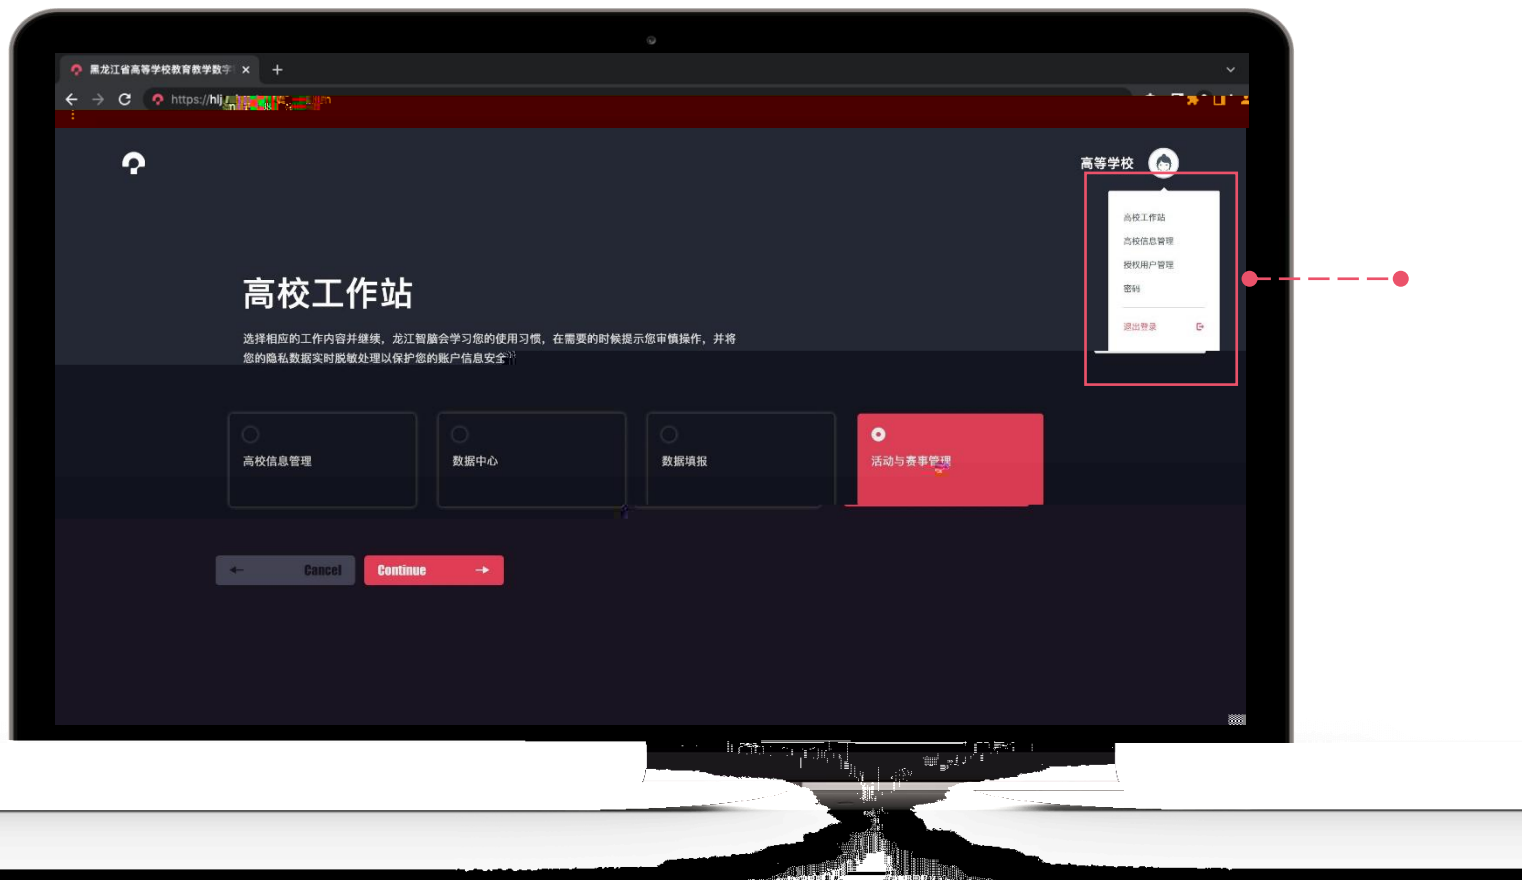 黑龙江省高等学校教育教学数字
https://hlj
高等学校
高校工作站
高校信息管理
授权用户管理
密码
退出登录
高校工作站
选择相应的工作内容并继续，龙江智脑会学习您的使用习惯，在需要的时候提示您审慎操作，并将
您的隐私数据实时脱敏处理以保护您的账户信息安全
高校信息管理
数据中心
数据填报
活动与赛事管理
Cancel
Continue